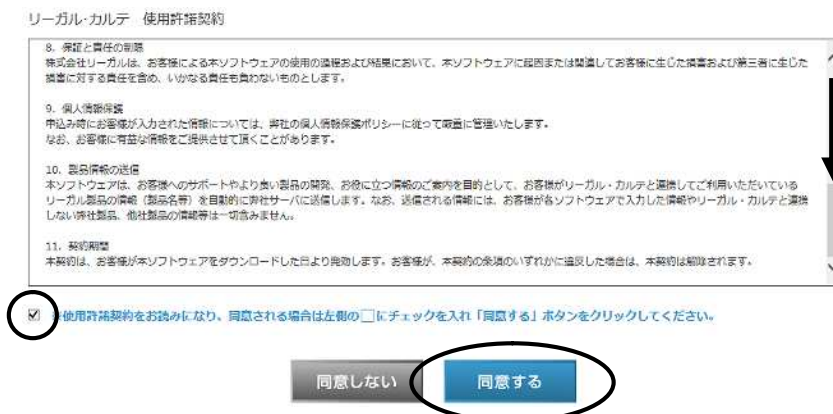 リーガル・カルテ　使用許諾契約
8. 保証と責任の制限
株式会社リーガルは、お客様による本ソフトウェアの使用の過程および結果において、本ソフトウェアに起因または関連してお客様に生じた損害および第三者に生じた
損害に対する責任を含め、いかなる責任も負わないものとします。
9. 個人情報保護
申込み時にお客様が入力された情報については、弊社の個人情報保護ポリシーに従って厳重に管理いたします。
なお、お客様に有益な情報をご提供させて頂くことがあります。
10. 製品情報の送信
本ソフトウェアは、お客様へのサポートやより良い製品の開発、お役に立つ情報のご案内を目的として、お客様がリーガル・カルテと連携してご利用いただいている
リーガル製品の情報（製品名等）を自動的に弊社サーバに送信します。なお、送信される情報には、お客様が各ソフトウェアで入力した情報やリーガル・カルテと連携
しない弊社製品、他社製品の情報等は一切含みません。
11. 契約期間
本契約は、お客様が本ソフトウェアをダウンロードした日より発効します。お客様が、本契約の条項のいずれかに違反した場合は、本契約は解除されます。
※使用許諾契約をお読みになり、同意される場合は左側の□にチェックを入れ「同意する」ボタンをクリックしてください。
同意しない　同意する